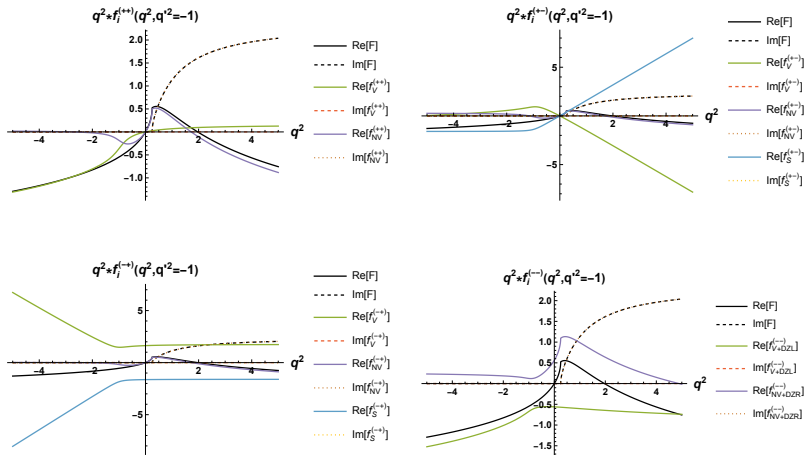 q²*f_i^(++)(q²,q'²=-1)
2.0
1.5
1.0
0.5
-0.5
-1.0
-4
-2
2
4
q²
Re[F]
Im[F]
Re[f_V^(++)]
Im[f_V^(++)]
Re[f_NV^(++)]
Im[f_NV^(++)]
q²*f_i^(+-)(q²,q'²=-1)
5
-5
-4
-2
2
4
q²
Re[F]
Im[F]
Re[f_V^(+-)]
Im[f_V^(+-)]
Re[f_NV^(+-)]
Im[f_NV^(+-)]
Re[f_S^(+-)]
Im[f_S^(+-)]
q²*f_i^(-+)(q²,q'²=-1)
5
-5
-4
-2
2
4
q²
Re[F]
Im[F]
Re[f_V^(-+)]
Im[f_V^(-+)]
Re[f_NV^(-+)]
Im[f_NV^(-+)]
Re[f_S^(-+)]
Im[f_S^(-+)]
q²*f_i^(--)(q²,q'²=-1)
2.0
1.5
1.0
0.5
-0.5
-1.0
-1.5
-4
-2
2
4
q²
Re[F]
Im[F]
Re[f_V+DZL^(--)]
Im[f_V+DZL^(--)]
Re[f_NV+DZR^(--)]
Im[f_NV+DZR^(--)]